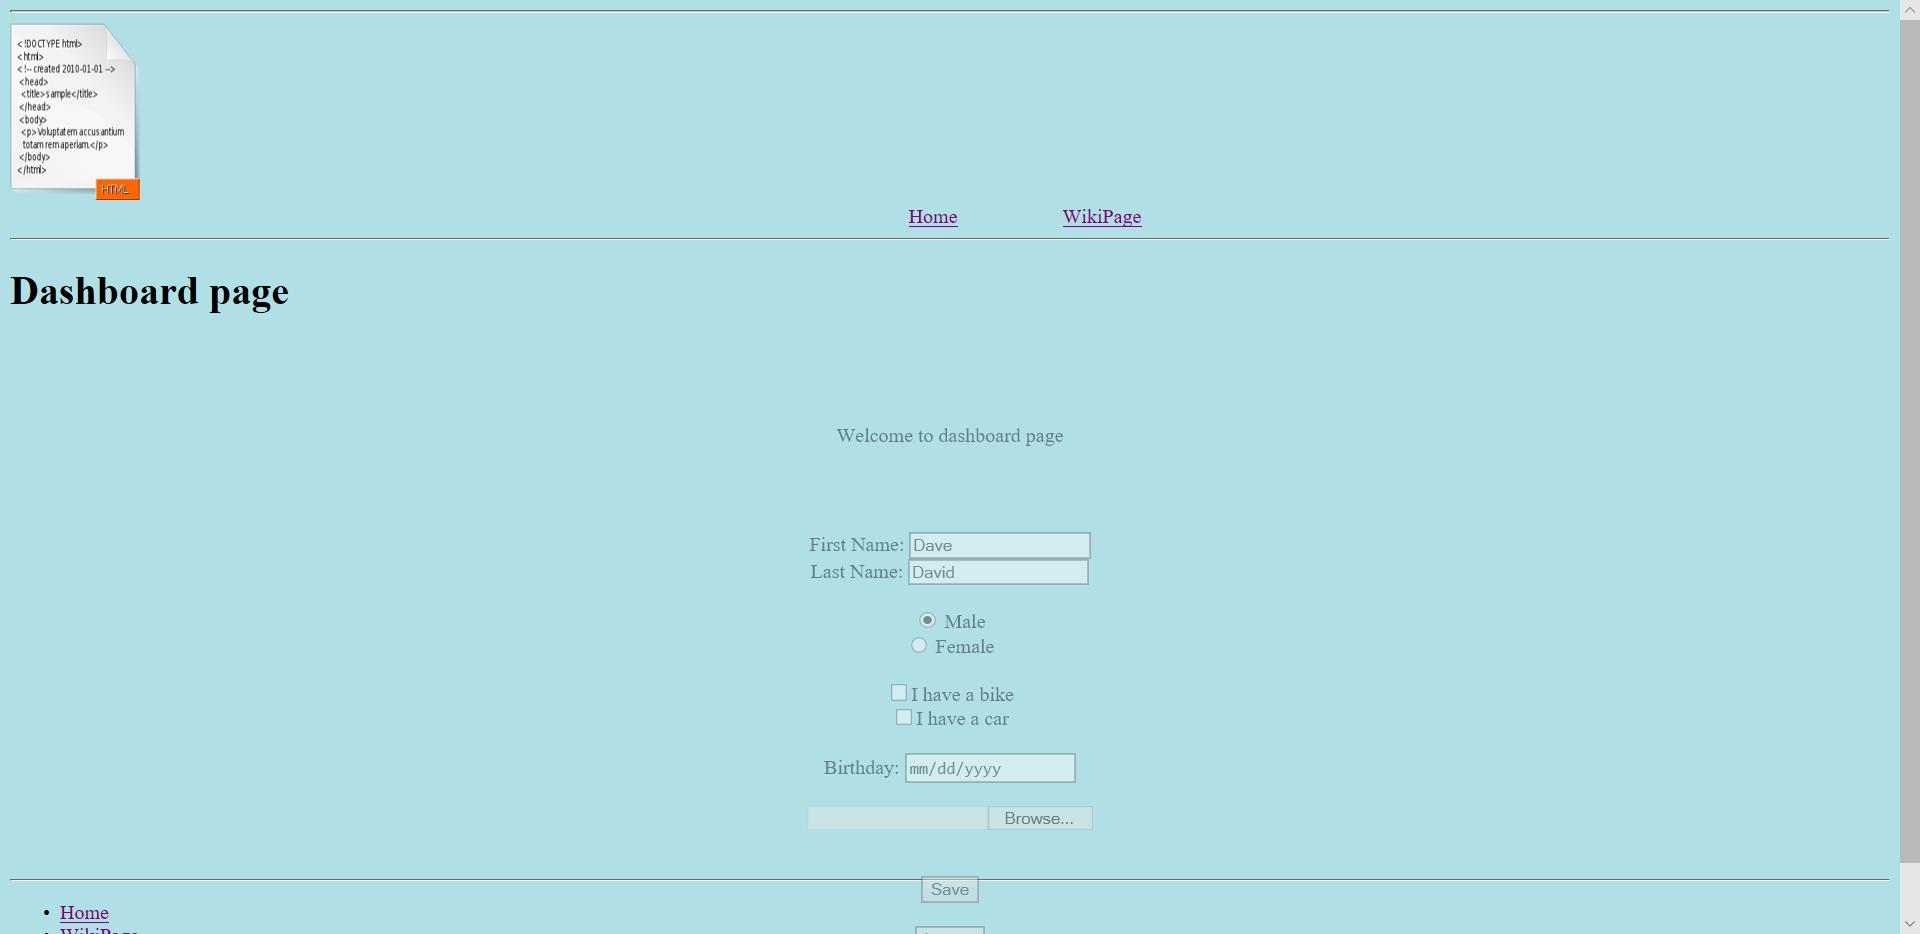 < !DOCTYPE html>
<html>
< !-- created 2010-01-01 -->
<head>
<title>sample</title>
</head>
<body>
<p>Voluptatem accusantium
totam rem aperiam.</p>
</body>
</html>
HTML
Home WikiPage
Dashboard page
Welcome to dashboard page
First Name: Dave
Last Name: David
Male
Female
I have a bike
I have a car
Birthday: mm/dd/yyyy
Browse...
Save
Home
WikiPage